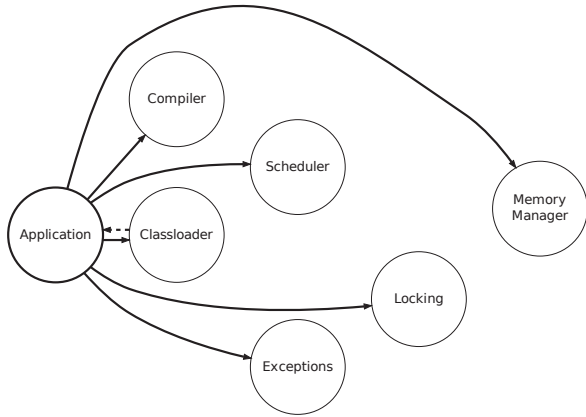 Compiler
Scheduler
Memory
Manager
Application
Classloader
Locking
Exceptions